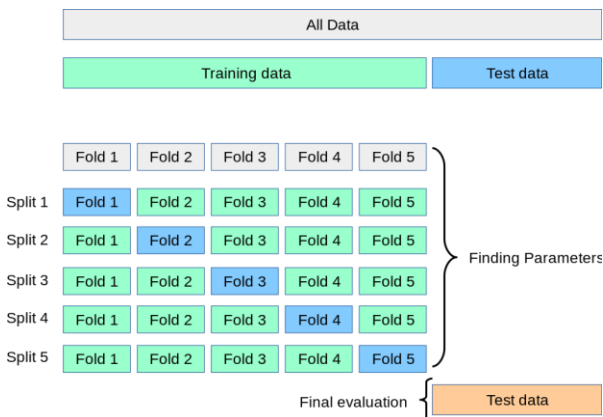 All Data
Training data Test data
Fold 1 Fold 2 Fold 3 Fold 4 Fold 5
Split 1 Fold 1 Fold 2 Fold 3 Fold 4 Fold 5
Split 2 Fold 1 Fold 2 Fold 3 Fold 4 Fold 5
Finding Parameters
Split 3 Fold 1 Fold 2 Fold 3 Fold 4 Fold 5
Split 4 Fold 1 Fold 2 Fold 3 Fold 4 Fold 5
Split 5 Fold 1 Fold 2 Fold 3 Fold 4 Fold 5
Final evaluation Test data